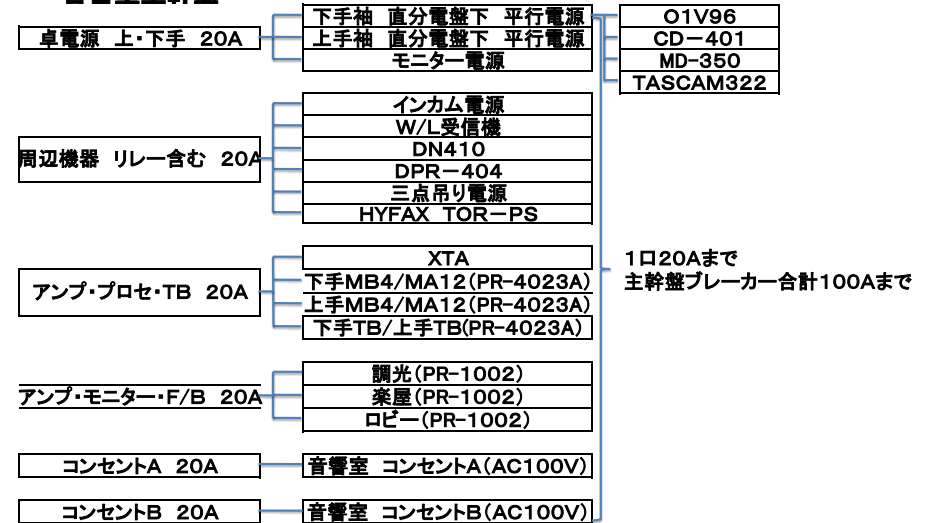 卓電源　上・下手　20A
下手袖　直分電盤下　平行電源
上手袖　直分電盤下　平行電源
モニター電源
O1V96
CD－401
MD-350
TASCAM322
周辺機器　リレー含む　20A
インカム電源
W/L受信機
DN410
DPR－404
三点吊り電源
HYFAX　TOR－PS
アンプ・プロセ・TB　20A
XTA
下手MB4/MA12（PR-4023A）
上手MB4/MA12（PR-4023A）
下手TB/上手TB(PR-4023A)
1口20Aまで
主幹盤ブレーカー合計100Aまで
アンプ・モニター・F/B　20A
調光（PR-1002）
楽屋（PR-1002）
ロビー（PR-1002）
コンセントA　20A
音響室　コンセントA（AC100V）
コンセントB　20A
音響室　コンセントB（AC100V）